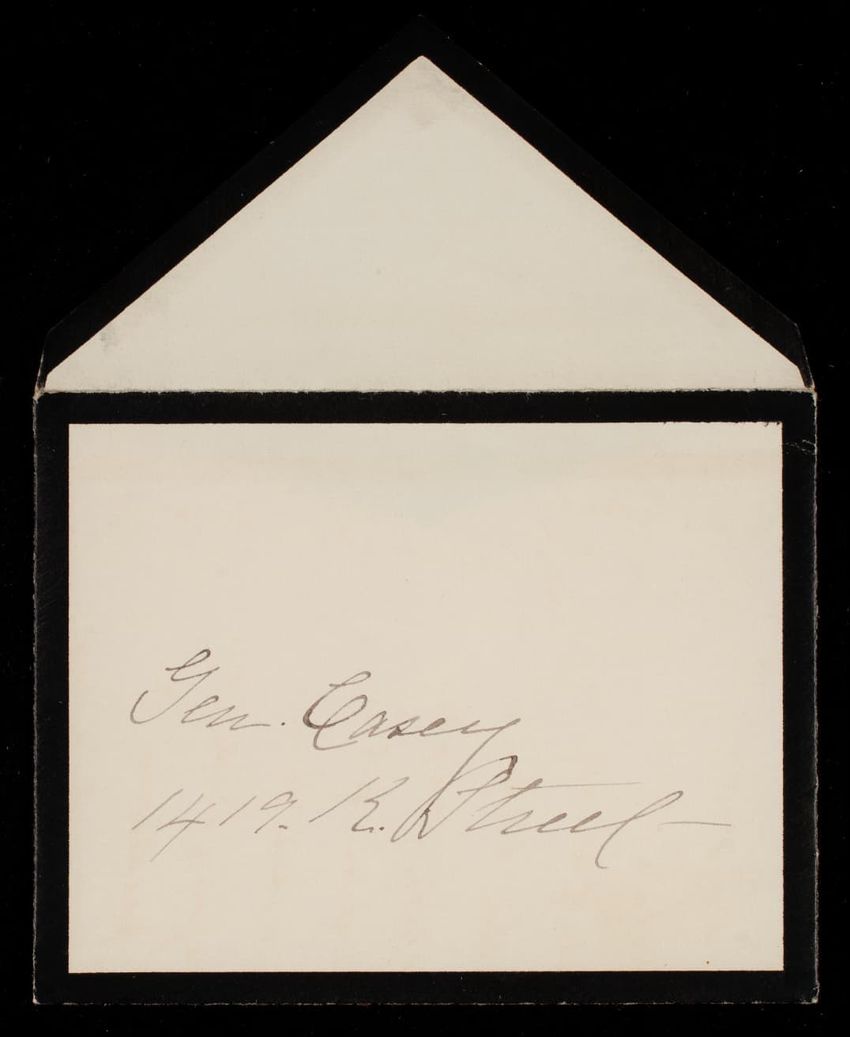 Gen. Casey
1419. K. Street